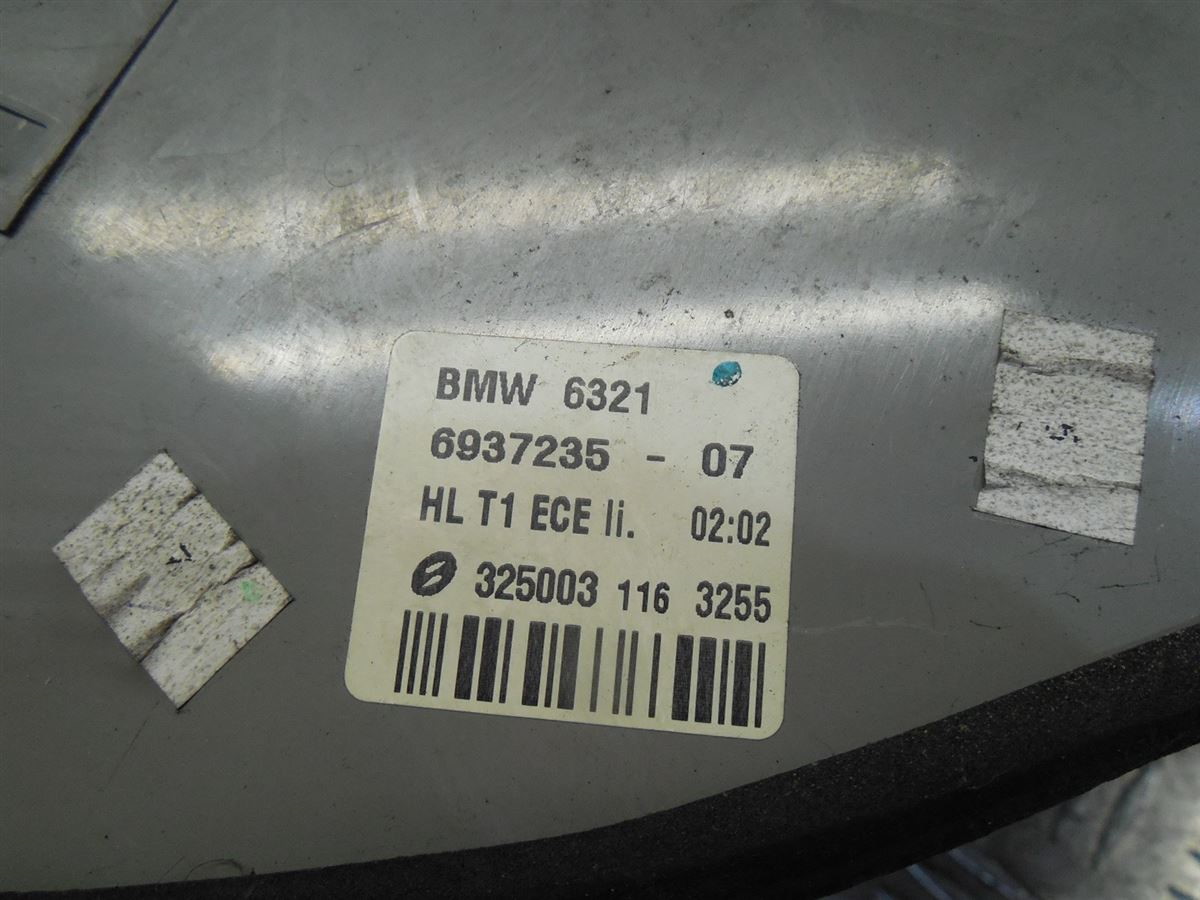 BMW 6321
6937235 - 07
HL T1 ECE li. 02:02
325003 116 3255